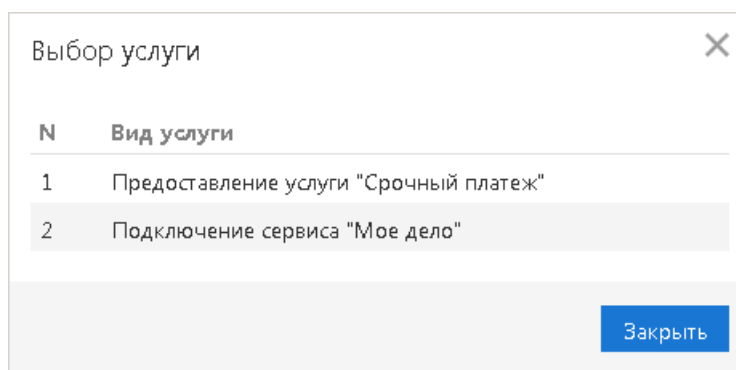 Выбор услуги
N Вид услуги
1 Предоставление услуги "Срочный платеж"
2 Подключение сервиса "Мое дело"
Закрыть